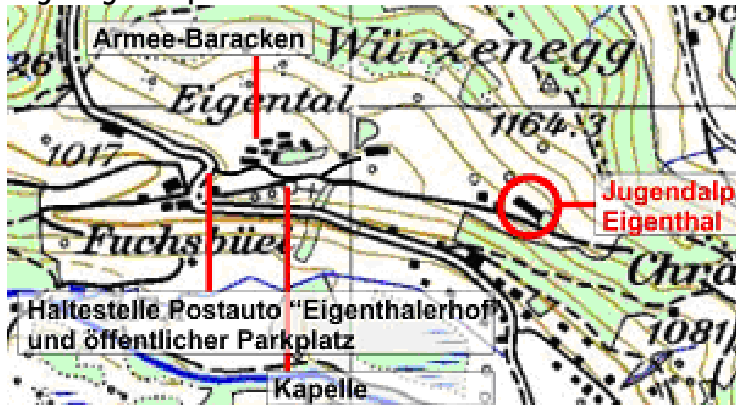 Armee-Baracken
Würzenegg
26
Eigental
1164.3
1017
Jugendalp
Eigenthal
Fuchsbüel
Chra
Haltestelle Postauto "Eigenthalerhof"
und öffentlicher Parkplatz
1081
Kapelle